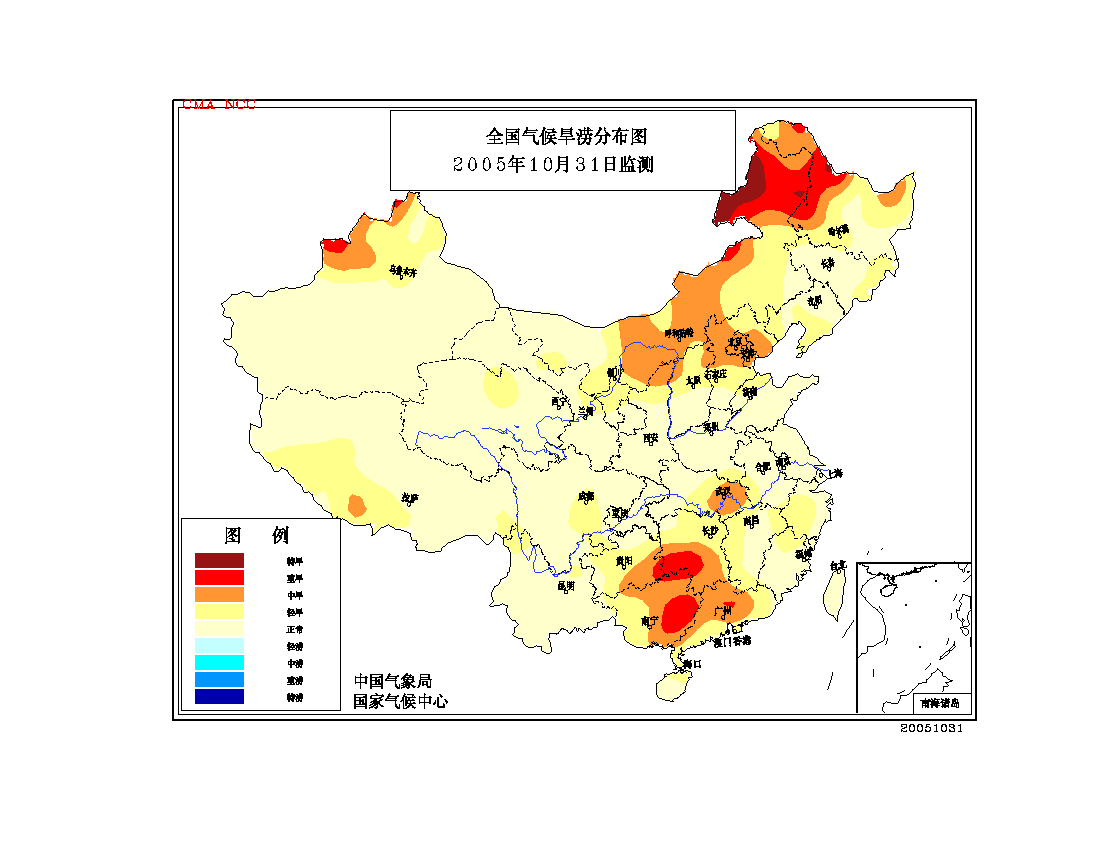 CMA NCC
全国气候旱涝分布图
2005年10月31日监测
哈尔滨
长春
沈阳
乌鲁木齐
呼和浩特
北京
天津
银川
太原
石家庄
济南
西宁
兰州
郑州
西安
合肥
南京
上海
拉萨
成都
武汉
重庆
长沙
南昌
贵阳
福州
昆明
台北
南宁
广州
澳门
香港
海口
图 例
特旱
重旱
中旱
轻旱
正常
轻涝
中涝
重涝
特涝
中国气象局
国家气候中心
南海诸岛
20051031